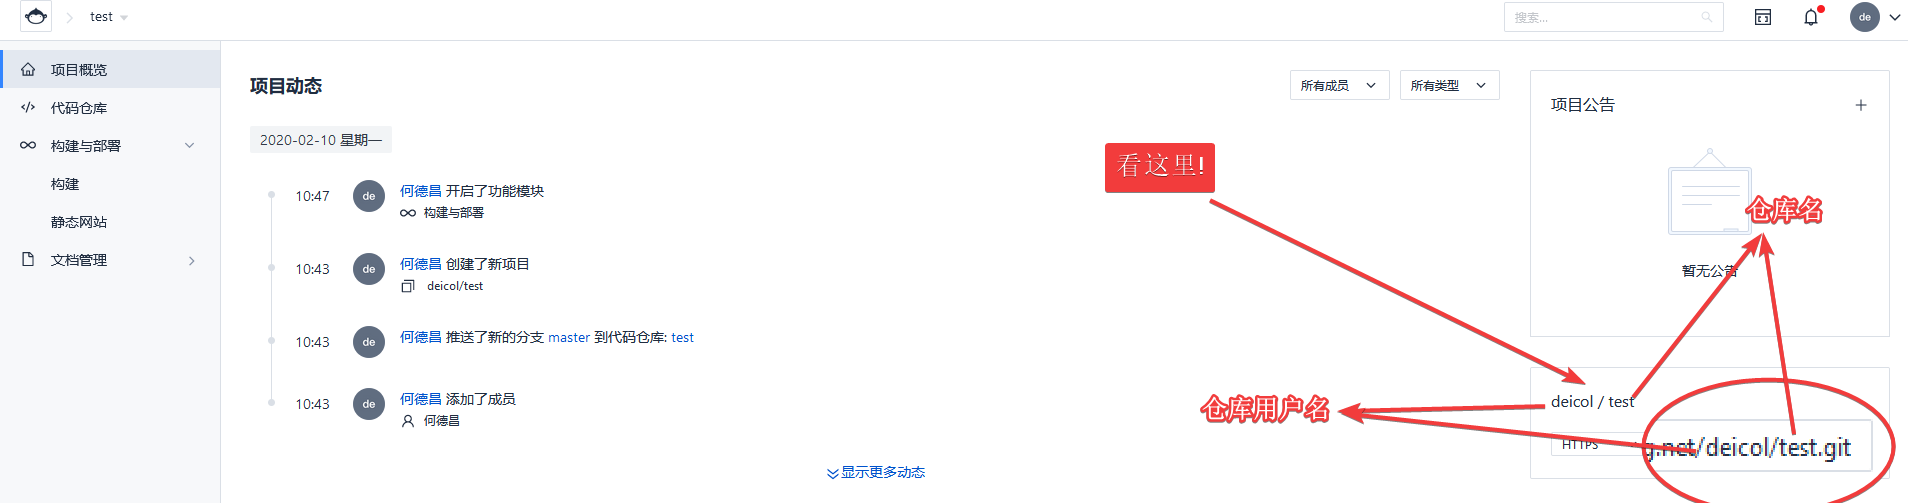 test
搜索...
de
项目概览
代码仓库
构建与部署
构建
静态网站
文档管理
项目动态
所有成员
所有类型
2020-02-10 星期一
10:47
de
何德昌 开启了功能模块
构建与部署
10:43
de
何德昌 创建了新项目
deicol/test
10:43
de
何德昌 推送了新的分支 master 到代码仓库: test
10:43
de
何德昌 添加了成员
何德昌
显示更多动态
看这里!
项目公告
仓库名
暂无公告
仓库用户名
deicol / test
HTTPS
g.net/deicol/test.git